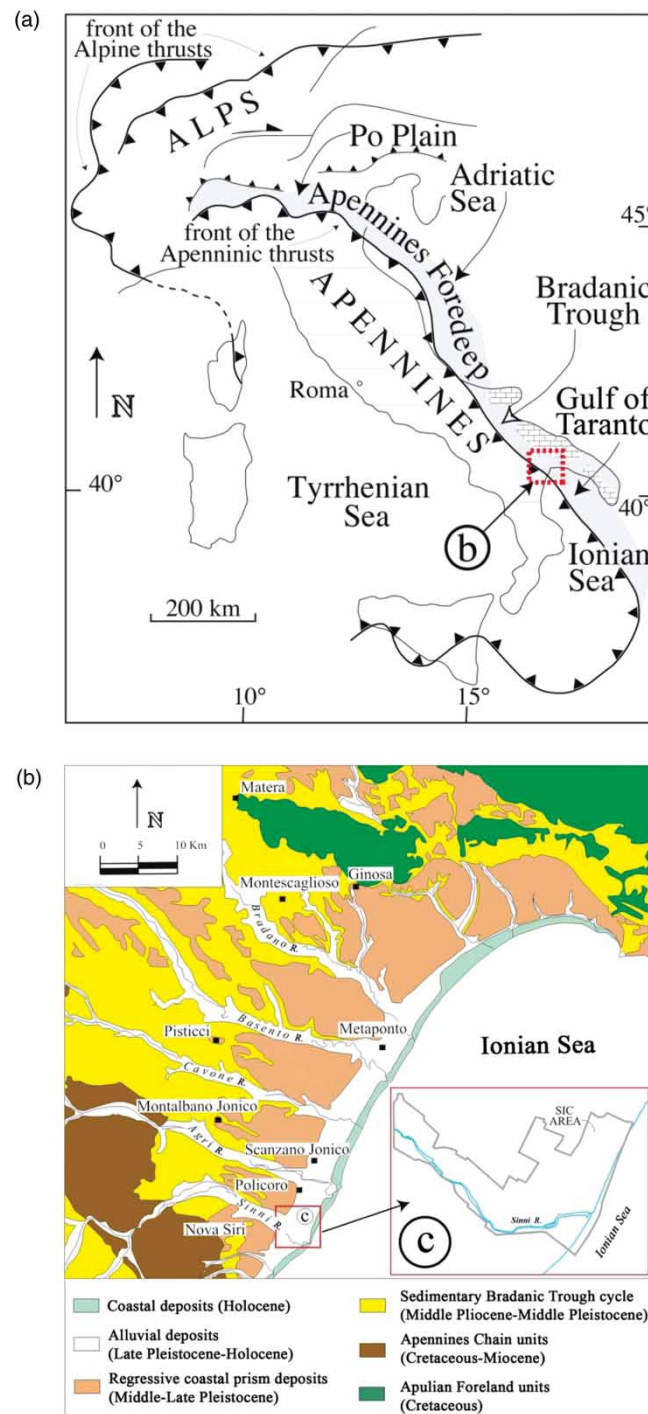 (a)
front of the
Alpine thrusts
ALPS
Po Plain
Adriatic
Sea
45°
Apennines Foredeep
front of the
Apenninic thrusts
Bradanic
Trough
APENNINES
N
Roma
Gulf of
Taranto
40°
Tyrrhenian
Sea
40°
b
Ionian
Sea
200 km
10°
15°
(b)
N
0 5 10 Km
Matera
Ginosa
Montescaglioso
Bradano R.
Basento R.
Metaponto
Pisticci
Ionian Sea
Cavone R.
Montalbano Jonico
SIC
AREA
Agri R.
Scanzano Jonico
Policoro
Sinni R.
c
Nova Siri
Sinni R.
Ionian Sea
c
Coastal deposits (Holocene)
Alluvial deposits
(Late Pleistocene-Holocene)
Regressive coastal prism deposits
(Middle-Late Pleistocene)
Sedimentary Bradanic Trough cycle
(Middle Pliocene-Middle Pleistocene)
Apennines Chain units
(Cretaceous-Miocene)
Apulian Foreland units
(Cretaceous)